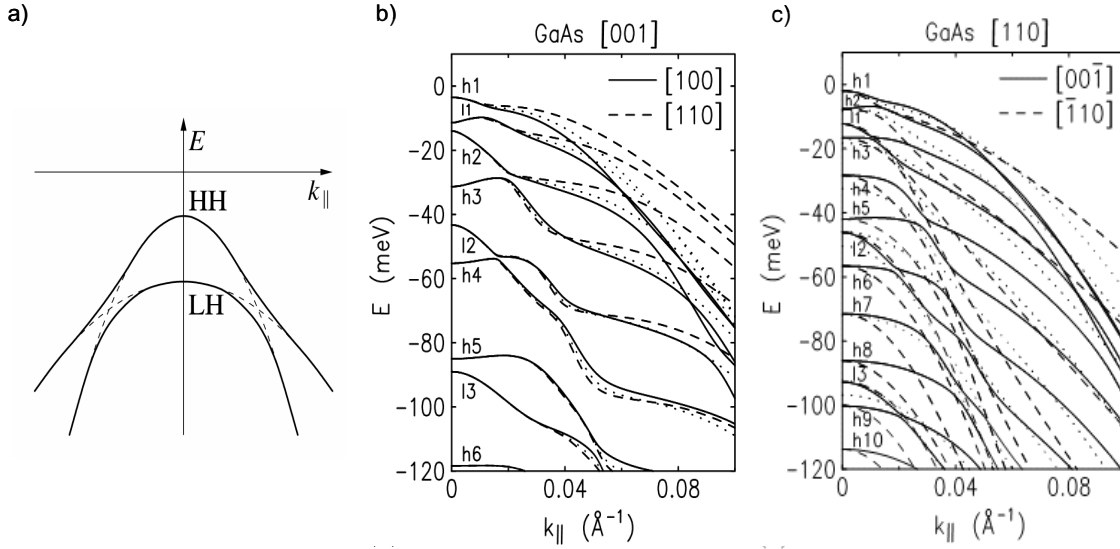 a)
E
k∥
HH
LH
b)
GaAs [001]
[100]
[110]
h1
l1
h2
h3
l2
h4
h5
l3
h6
0
−20
−40
−60
−80
−100
−120
E (meV)
0
0.04
0.08
k∥ (Å⁻¹)
c)
GaAs [110]
[001̄]
[1̄10]
h1
h2
l1
h3
h4
h5
l2
h6
h7
h8
l3
h9
h10
0
−20
−40
−60
−80
−100
−120
E (meV)
0
0.04
0.08
k∥ (Å⁻¹)